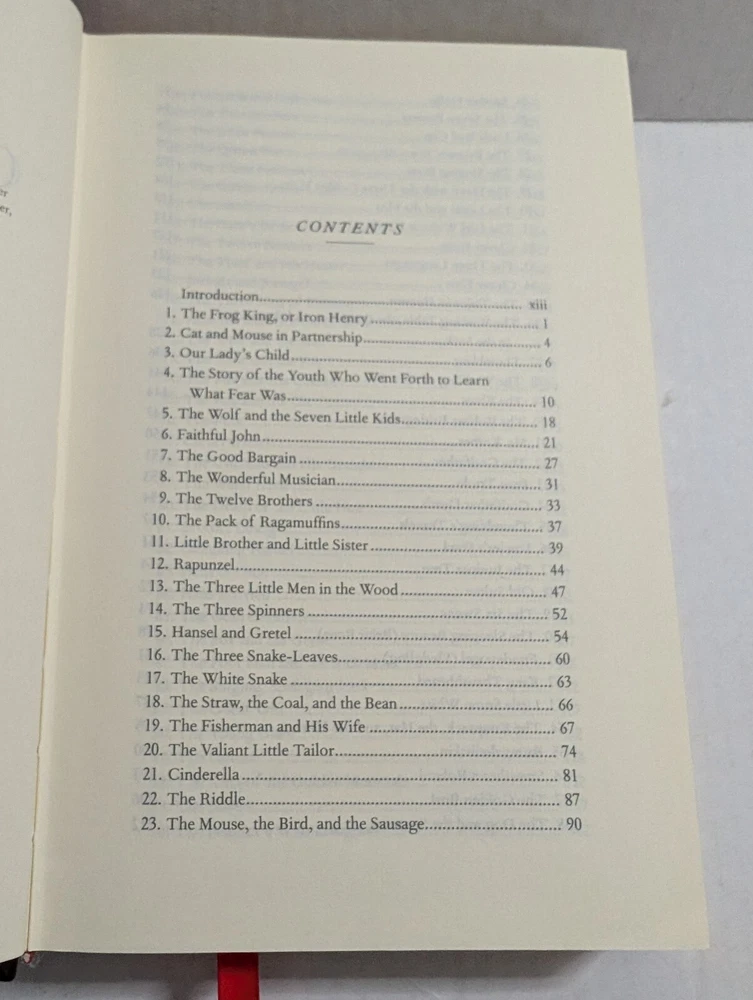 CONTENTS
Introduction.......... xiii
1. The Frog King, or Iron Henry.......... 1
2. Cat and Mouse in Partnership.......... 4
3. Our Lady's Child.......... 6
4. The Story of the Youth Who Went Forth to Learn
What Fear Was.......... 10
5. The Wolf and the Seven Little Kids.......... 18
6. Faithful John.......... 21
7. The Good Bargain.......... 27
8. The Wonderful Musician.......... 31
9. The Twelve Brothers.......... 33
10. The Pack of Ragamuffins.......... 37
11. Little Brother and Little Sister.......... 39
12. Rapunzel.......... 44
13. The Three Little Men in the Wood.......... 47
14. The Three Spinners.......... 52
15. Hansel and Gretel.......... 54
16. The Three Snake-Leaves.......... 60
17. The White Snake.......... 63
18. The Straw, the Coal, and the Bean.......... 66
19. The Fisherman and His Wife.......... 67
20. The Valiant Little Tailor.......... 74
21. Cinderella.......... 81
22. The Riddle.......... 87
23. The Mouse, the Bird, and the Sausage.......... 90